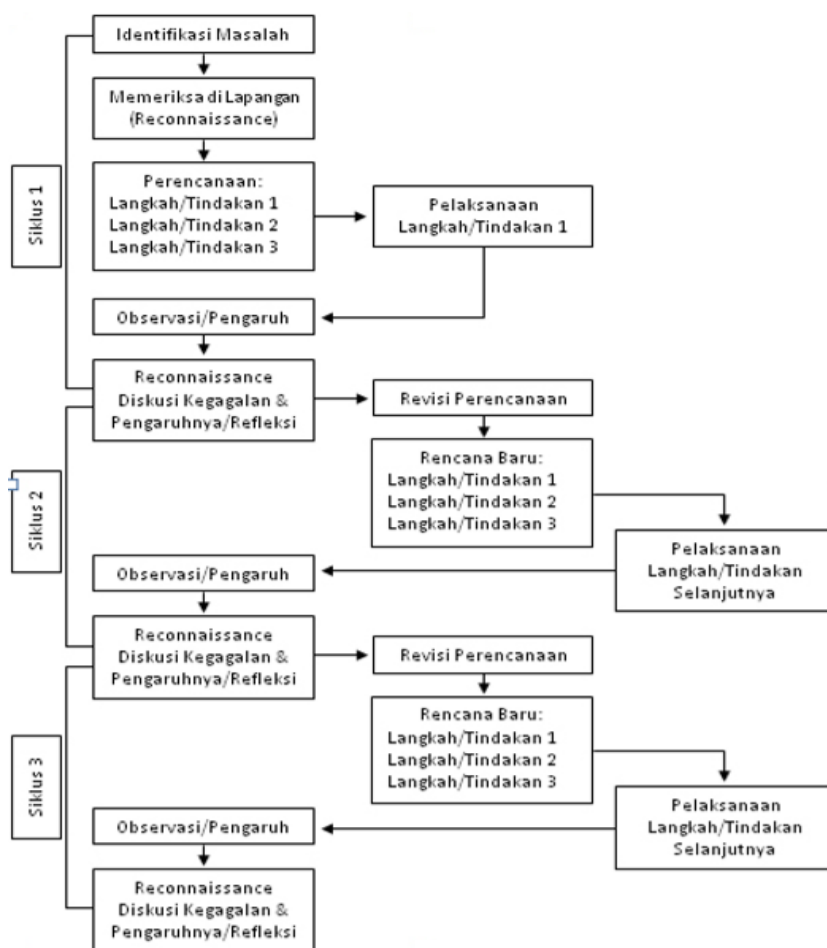 Identifikasi Masalah
Memeriksa di Lapangan
(Reconnaissance)
Siklus 1
Perencanaan:
Langkah/Tindakan 1
Langkah/Tindakan 2
Langkah/Tindakan 3
Pelaksanaan
Langkah/Tindakan 1
Observasi/Pengaruh
Reconnaissance
Diskusi Kegagalan &
Pengaruhnya/Refleksi
Revisi Perencanaan
Siklus 2
Rencana Baru:
Langkah/Tindakan 1
Langkah/Tindakan 2
Langkah/Tindakan 3
Pelaksanaan
Langkah/Tindakan
Selanjutnya
Observasi/Pengaruh
Reconnaissance
Diskusi Kegagalan &
Pengaruhnya/Refleksi
Revisi Perencanaan
Siklus 3
Rencana Baru:
Langkah/Tindakan 1
Langkah/Tindakan 2
Langkah/Tindakan 3
Pelaksanaan
Langkah/Tindakan
Selanjutnya
Observasi/Pengaruh
Reconnaissance
Diskusi Kegagalan &
Pengaruhnya/Refleksi